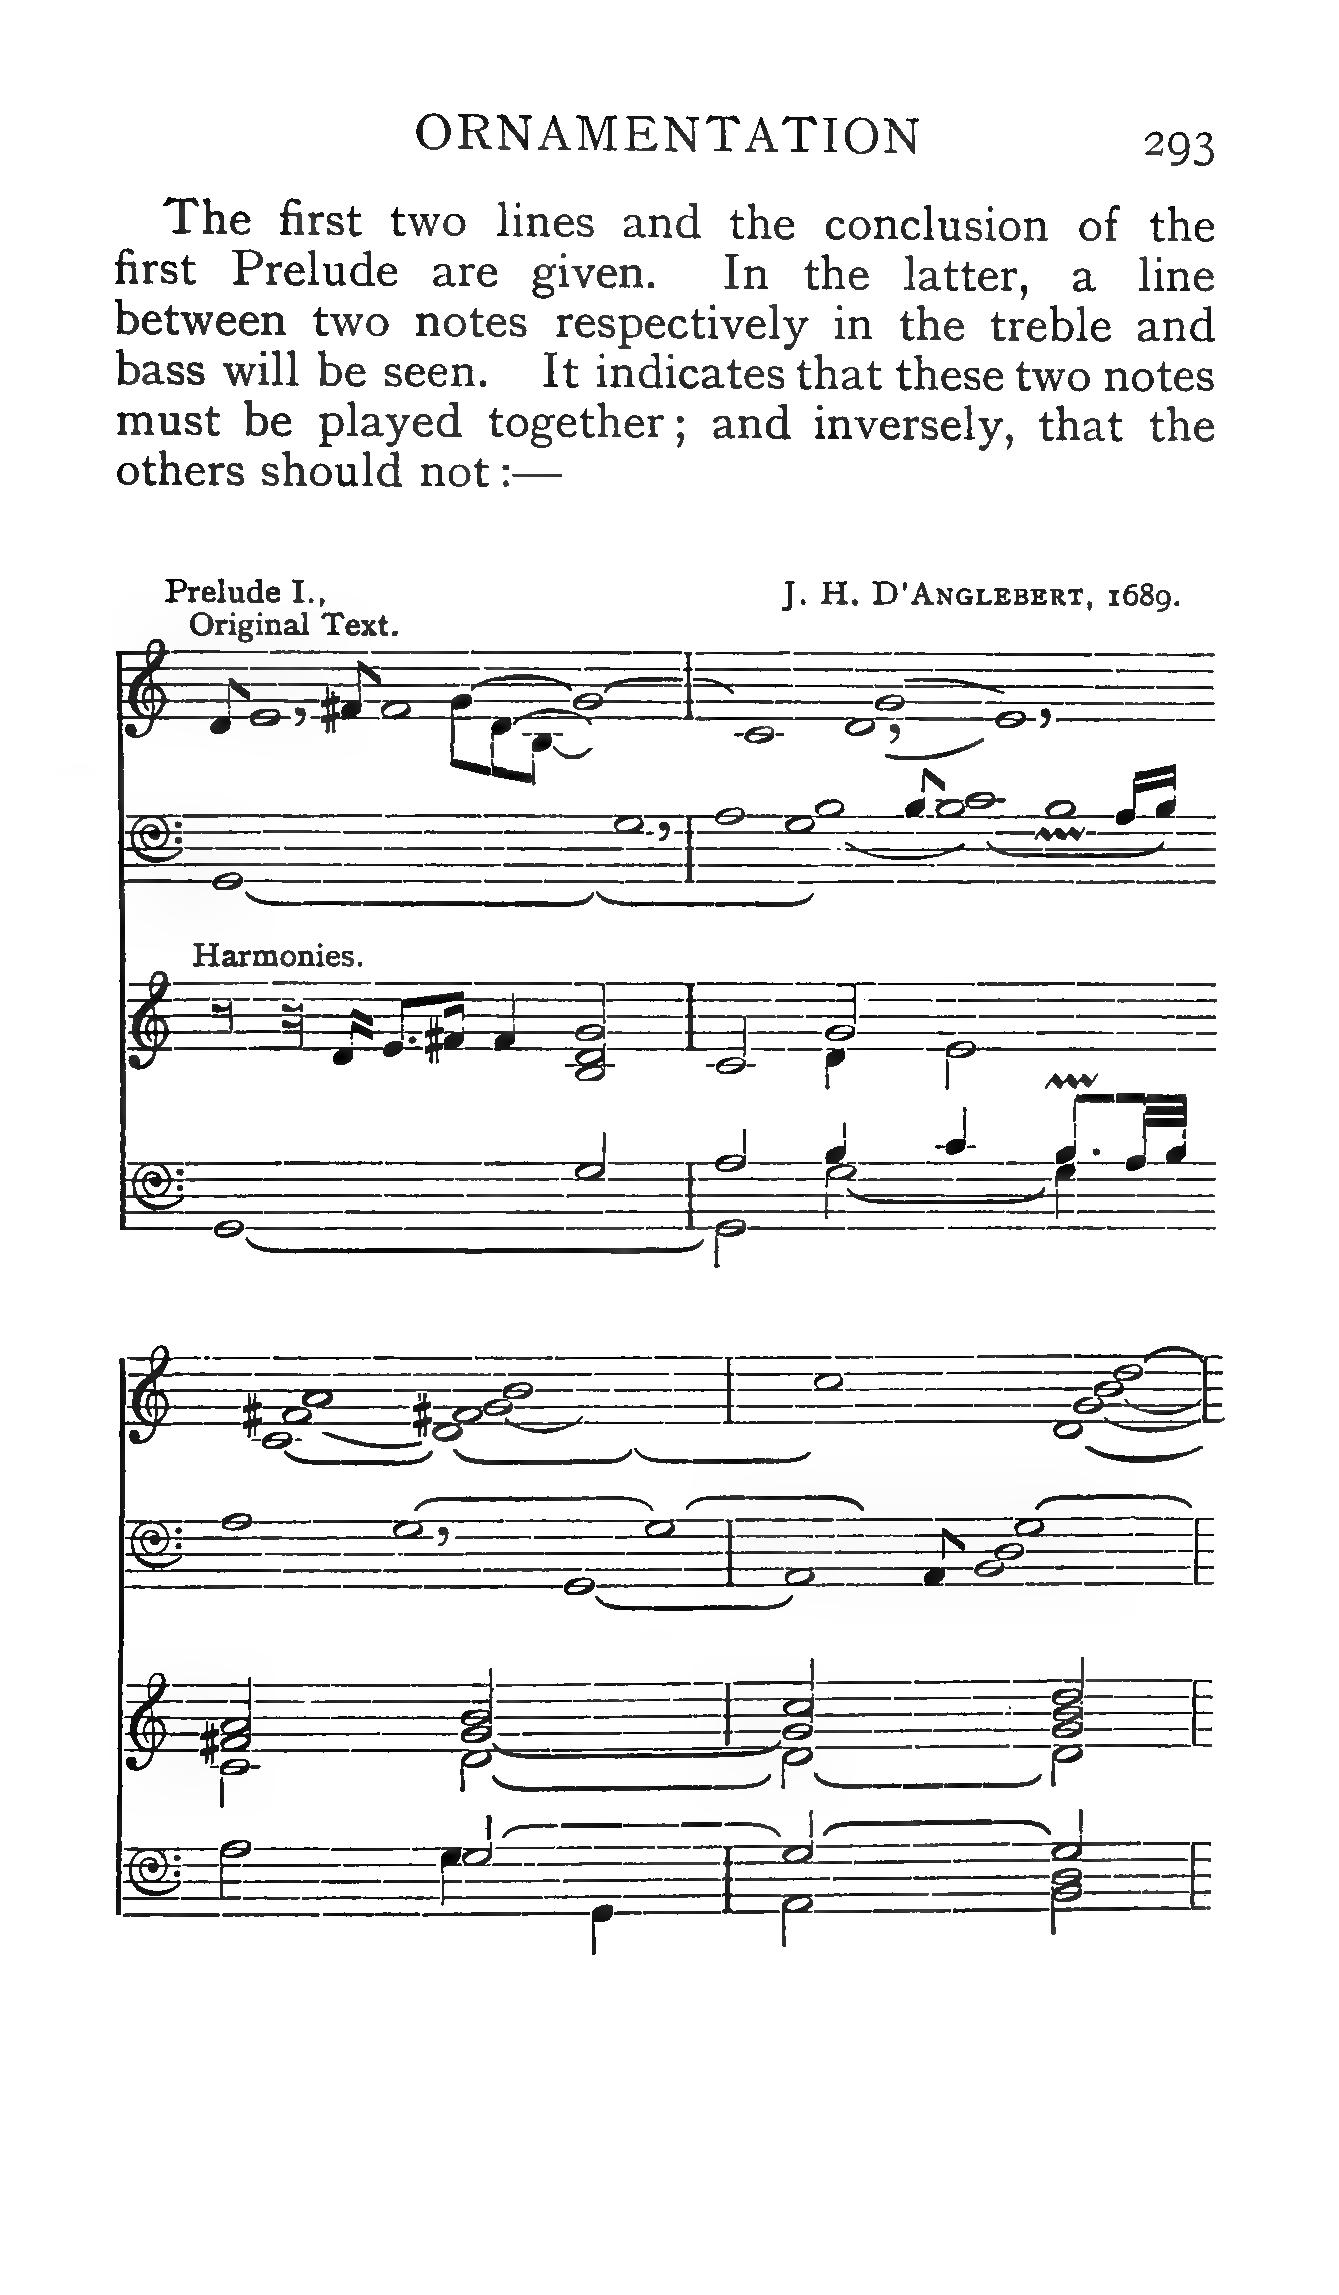 ORNAMENTATION 293
The first two lines and the conclusion of the
first Prelude are given. In the latter, a line
between two notes respectively in the treble and
bass will be seen. It indicates that these two notes
must be played together; and inversely, that the
others should not:—
Prelude I., J. H. D'ANGLEBERT, 1689.
Original Text.
Harmonies.